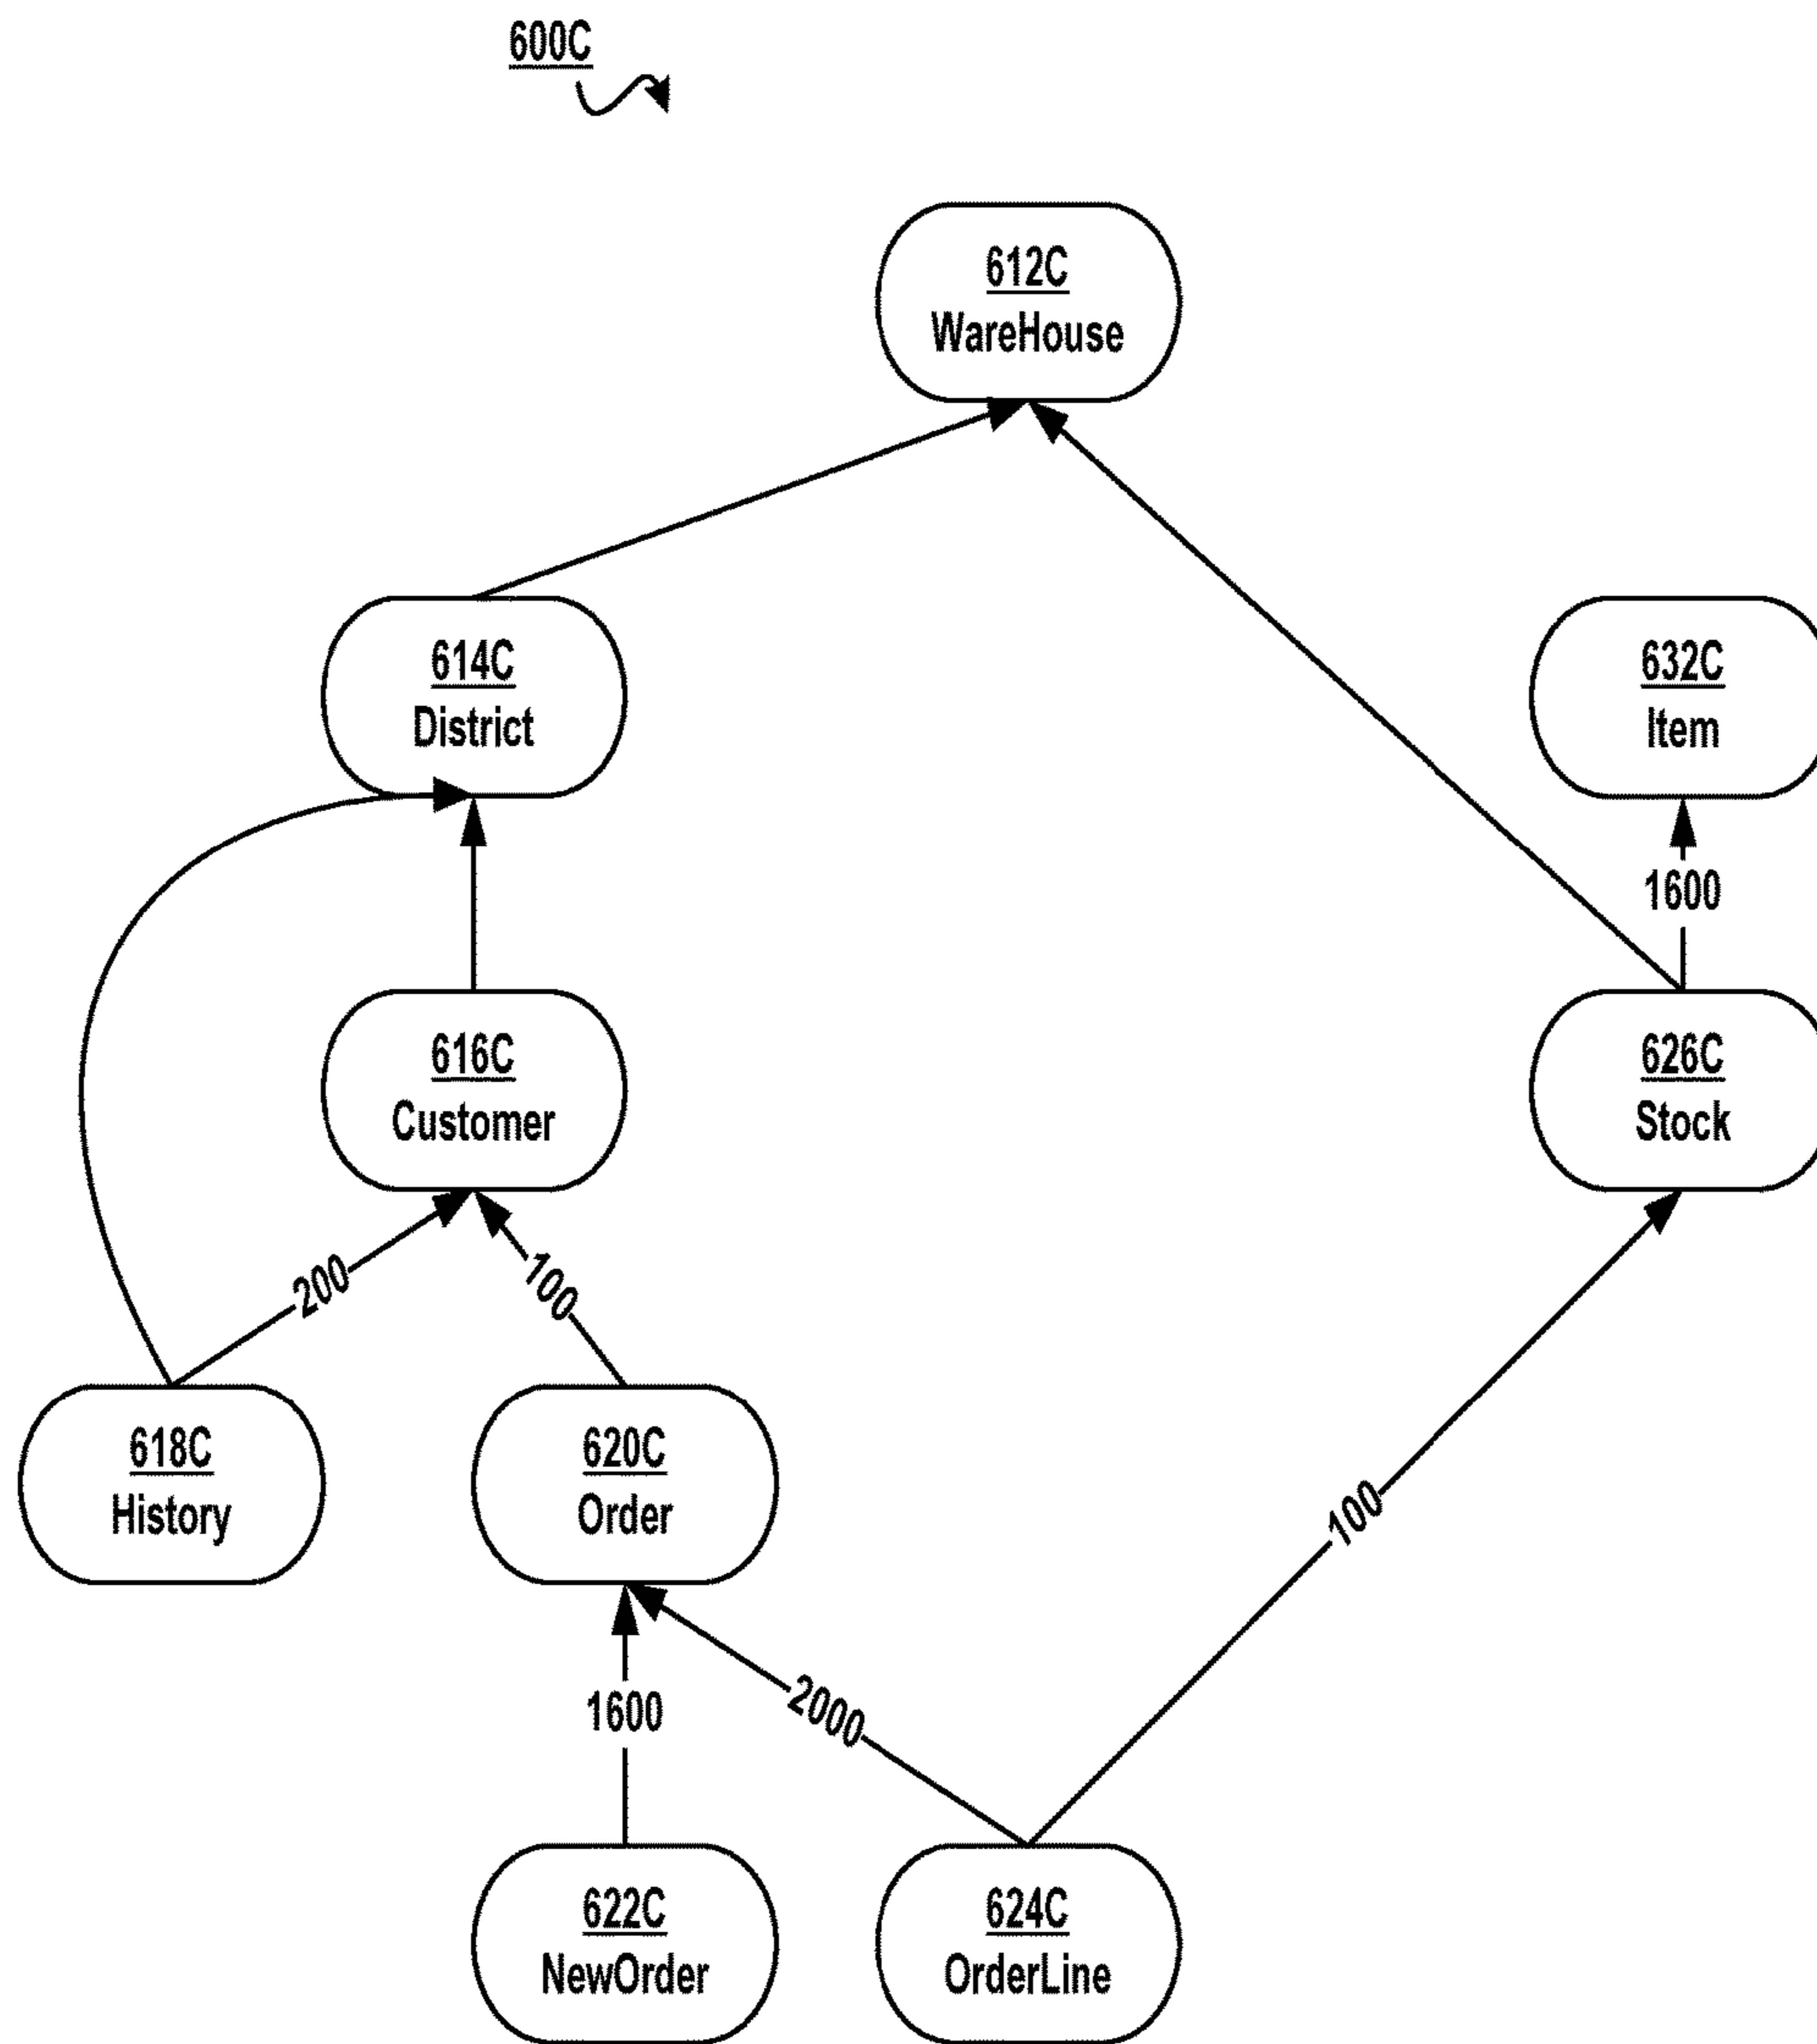 600C
612C
WareHouse
614C
District
632C
Item
1600
616C
Customer
626C
Stock
200
100
618C
History
620C
Order
100
1600
2000
622C
NewOrder
624C
OrderLine